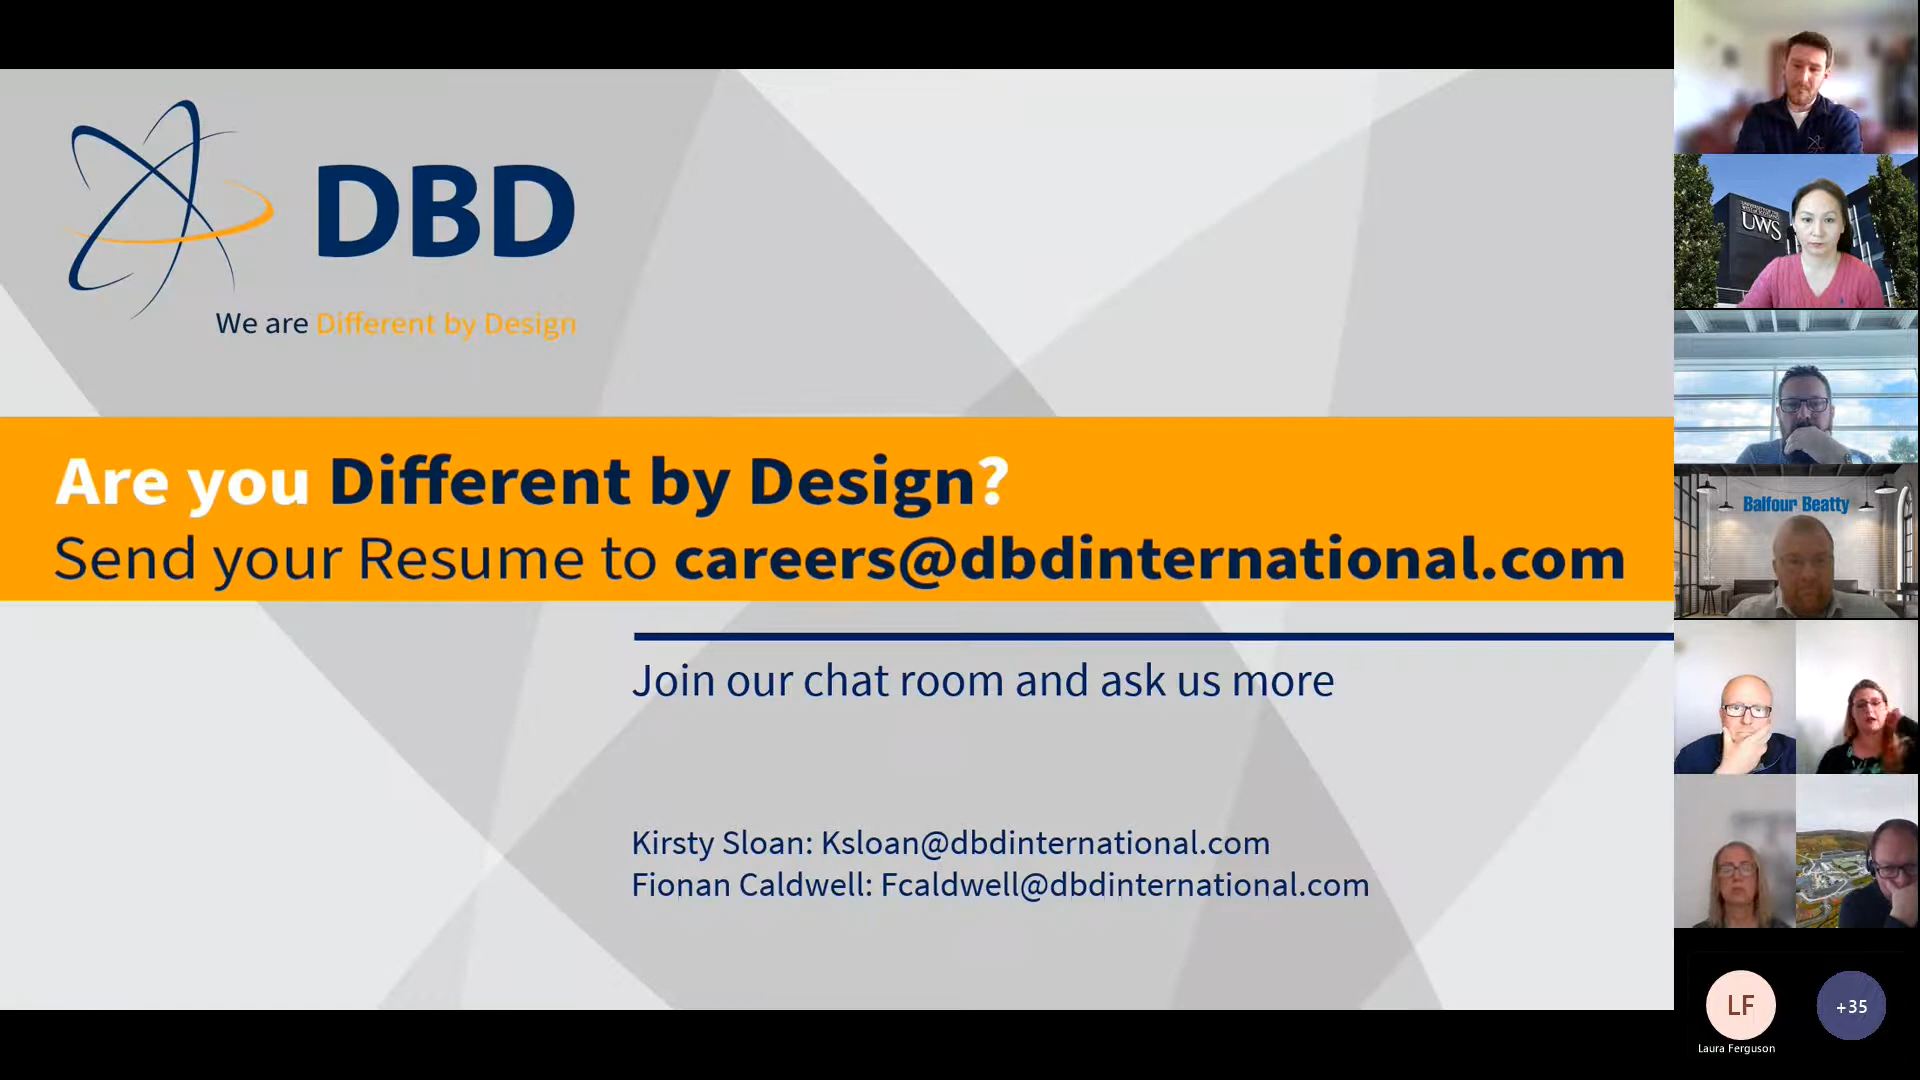 DBD
We are Different by Design
Are you Different by Design?
Send your Resume to careers@dbdinternational.com
Join our chat room and ask us more
Kirsty Sloan: Ksloan@dbdinternational.com
Fionan Caldwell: Fcaldwell@dbdinternational.com
UWS
Balfour Beatty
LF
+35
Laura Ferguson